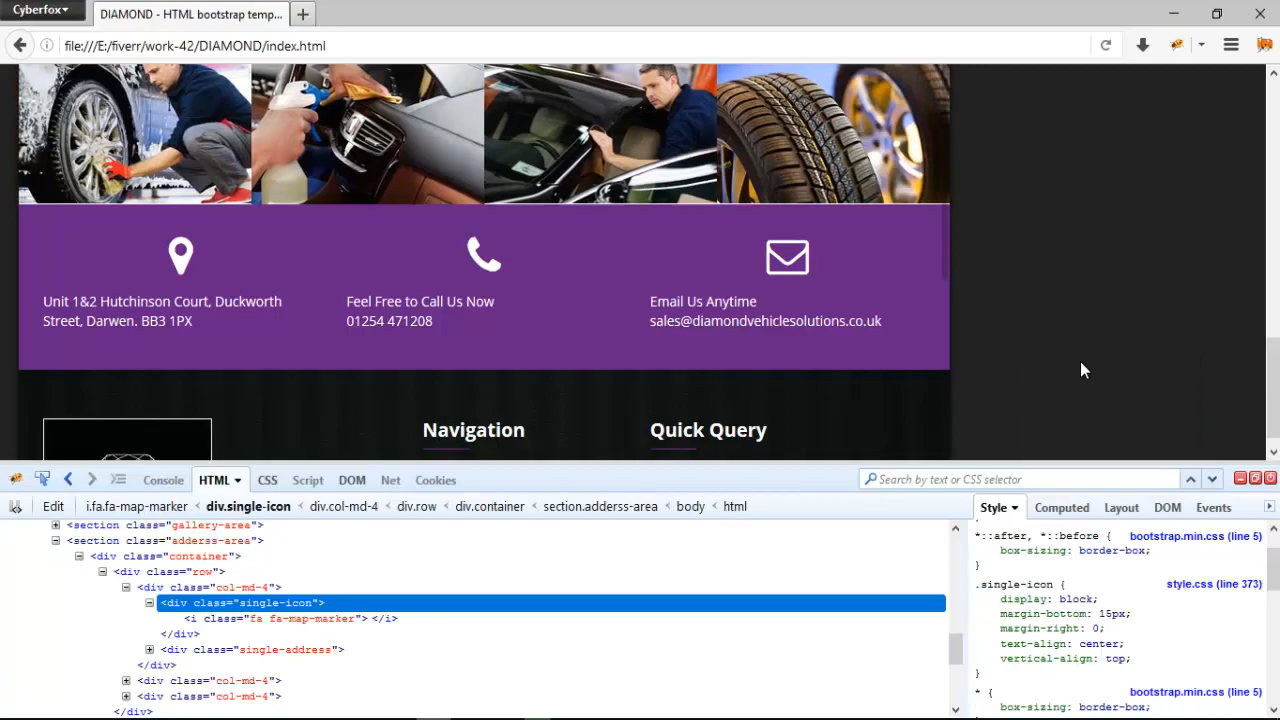 Cyberfox
DIAMOND - HTML bootstrap temp...
file:///E:/fiverr/work-42/DIAMOND/index.html
Unit 1&2 Hutchinson Court, Duckworth
Street, Darwen. BB3 1PX
Feel Free to Call Us Now
01254 471208
Email Us Anytime
sales@diamondvehiclesolutions.co.uk
Navigation
Quick Query
Console HTML CSS Script DOM Net Cookies
Search by text or CSS selector
Edit i.fa.fa-map-marker < div.single-icon < div.col-md-4 < div.row < div.container < section.adderss-area < body < html
Style Computed Layout DOM Events
<section class="gallery-area">
<section class="adderss-area">
<div class="container">
<div class="row">
<div class="col-md-4">
<div class="single-icon">
<i class="fa fa-map-marker"> </i>
</div>
<div class="single-address">
</div>
<div class="col-md-4">
<div class="col-md-4">
</div>
*::after, *::before { bootstrap.min.css (line 5)
box-sizing: border-box;
}
.single-icon { style.css (line 373)
display: block;
margin-bottom: 15px;
margin-right: 0;
text-align: center;
vertical-align: top;
}
* { bootstrap.min.css (line 5)
box-sizing: border-box;